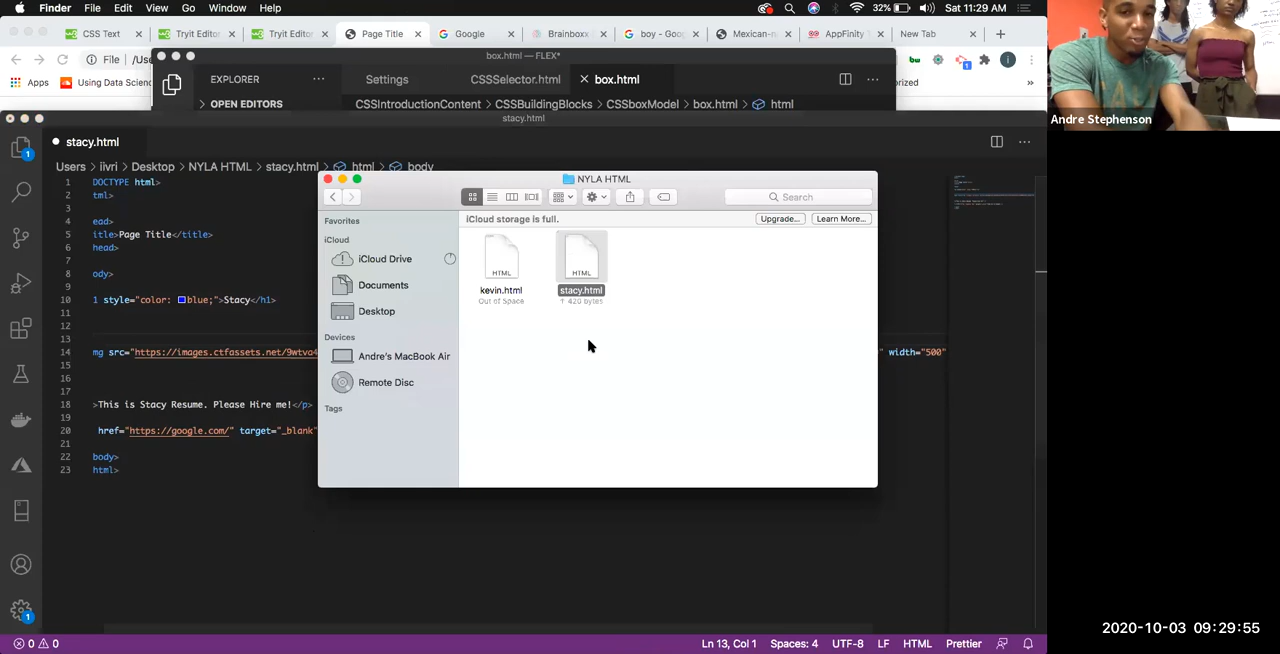 Finder File Edit View Go Window Help 32% Sat 11:29 AM
CSS Text Tryit Editor Tryit Editor Page Title Google Brainboxx boy - Goo Mexican-r AppFinity New Tab
File /Use
Apps Using Data Scienc
orized
box.html — FLEX*
EXPLORER Settings CSSSelector.html box.html
OPEN EDITORS CSSIntroductionContent > CSSBuildingBlocks > CSSboxModel > box.html > html
stacy.html
stacy.html
Users > iivri > Desktop > NYLA HTML > stacy.html > html > body
1 DOCTYPE html>
2 tml>
3
4 ead>
5 itle>Page Title</title>
6 head>
7
8 ody>
9
10 1 style="color: blue;">Stacy</h1>
11
12
13
14 mg src="https://images.ctfassets.net/9wtva4 " width="500"
15
16
17
18 >This is Stacy Resume. Please Hire me!</p>
19
20 href="https://google.com/" target="_blank"
21
22 body>
23 html>
NYLA HTML
Search
Favorites
iCloud
iCloud Drive
Documents
Desktop
Devices
Andre's MacBook Air
Remote Disc
Tags
iCloud storage is full. Upgrade... Learn More...
HTML HTML
kevin.html stacy.html
Out of Space ↑ 420 bytes
1
1
0 0 Ln 13, Col 1 Spaces: 4 UTF-8 LF HTML Prettier
Andre Stephenson
2020-10-03 09:29:55